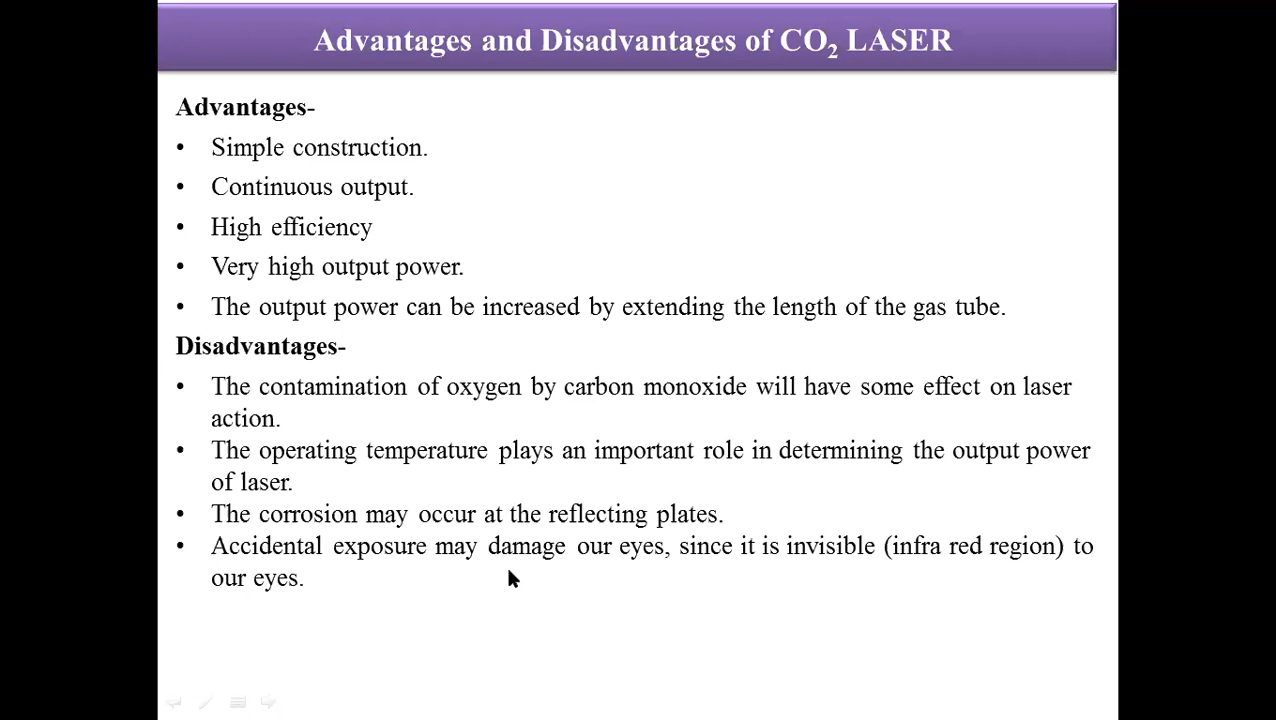 Advantages and Disadvantages of CO₂ LASER
Advantages-
• Simple construction.
• Continuous output.
• High efficiency
• Very high output power.
• The output power can be increased by extending the length of the gas tube.
Disadvantages-
• The contamination of oxygen by carbon monoxide will have some effect on laser
action.
• The operating temperature plays an important role in determining the output power
of laser.
• The corrosion may occur at the reflecting plates.
• Accidental exposure may damage our eyes, since it is invisible (infra red region) to
our eyes.